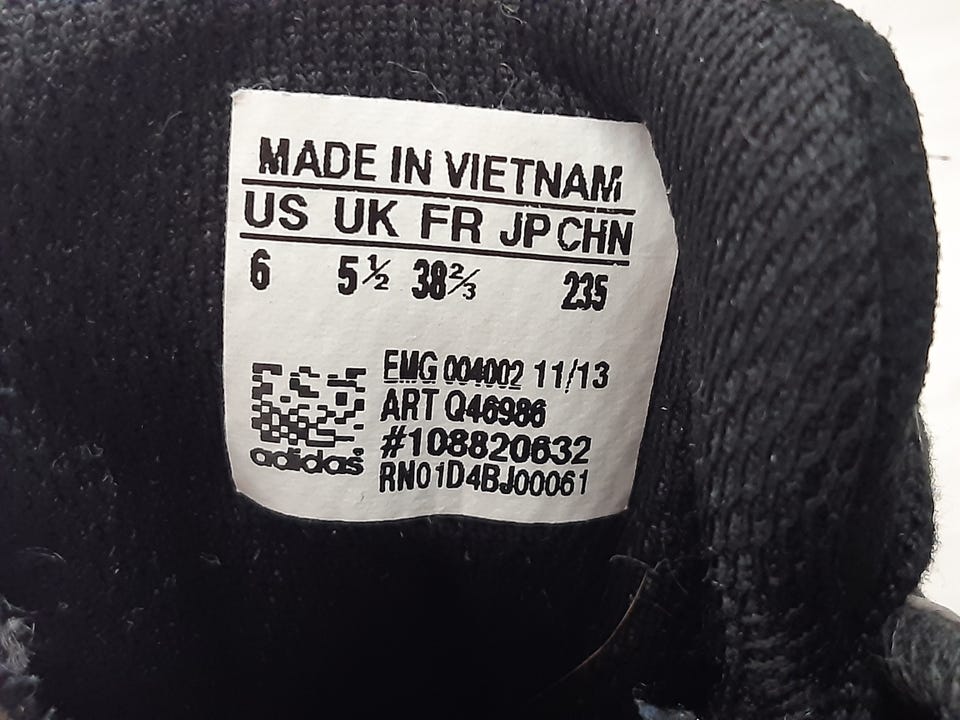 MADE IN VIETNAM
US UK FR JP CHN
6 5½ 38⅔ 235
EMG 004002 11/13
ART Q46986
#108820632
adidas
RN01D4BJ00061